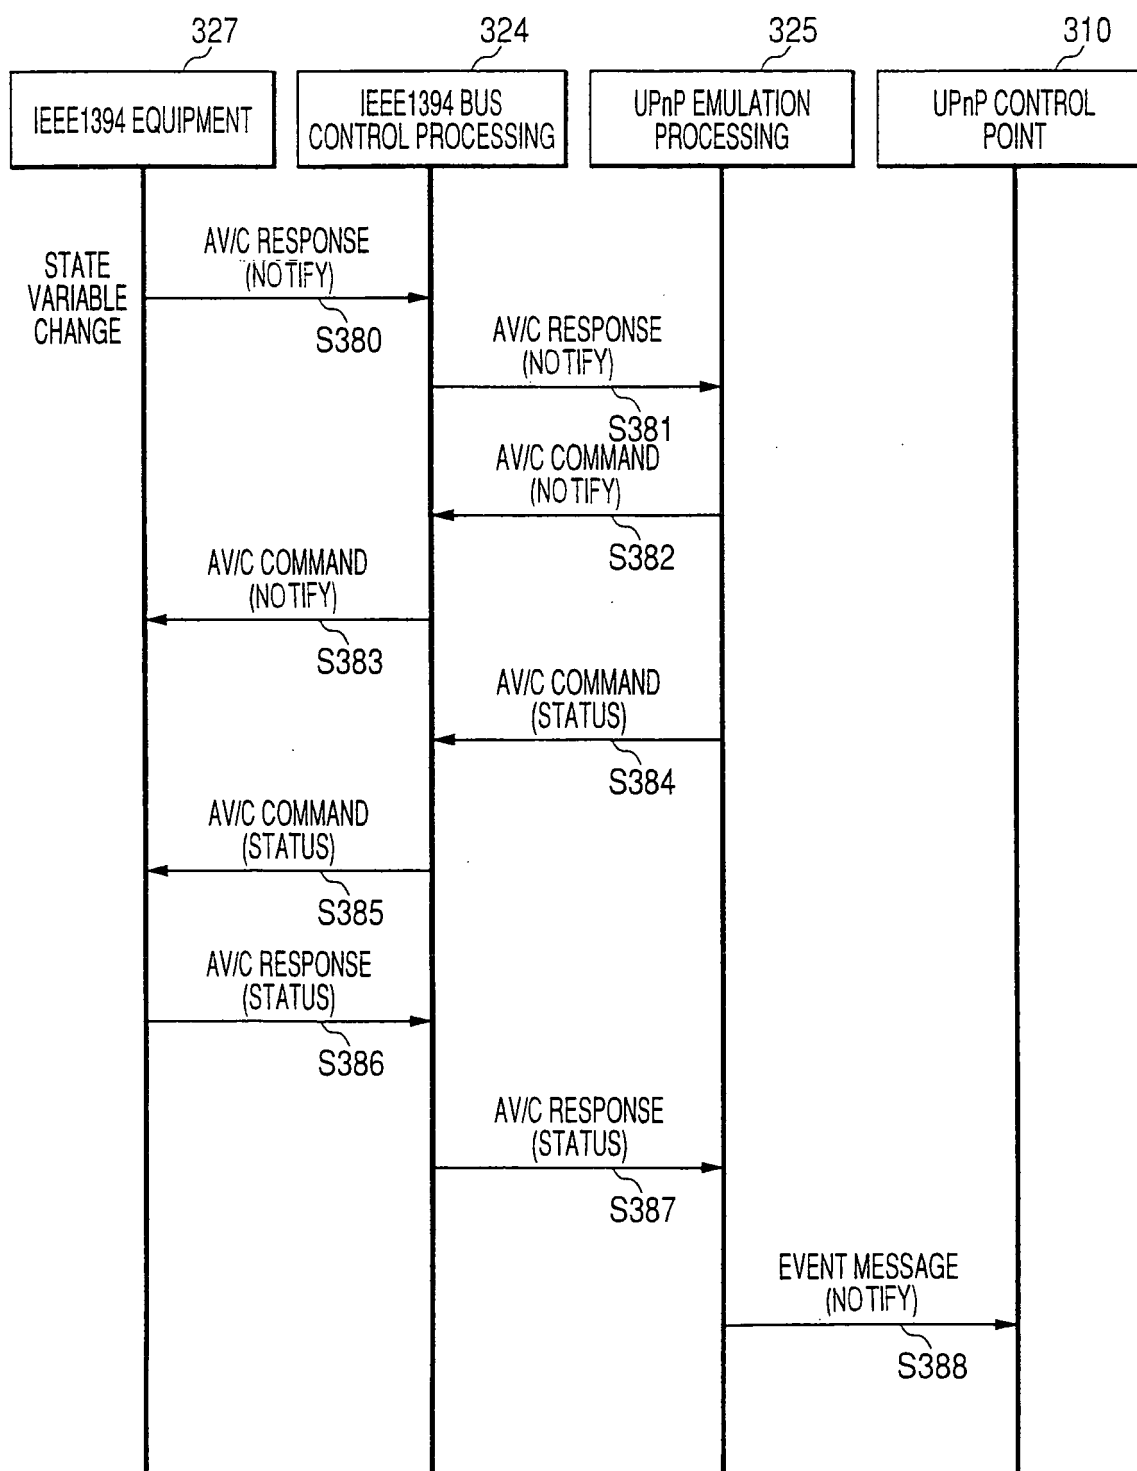 327
324
325
310
IEEE1394 EQUIPMENT
IEEE1394 BUS
CONTROL PROCESSING
UPnP EMULATION
PROCESSING
UPnP CONTROL
POINT
STATE
VARIABLE
CHANGE
AV/C RESPONSE
(NOTIFY)
S380
AV/C RESPONSE
(NOTIFY)
S381
AV/C COMMAND
(NOTIFY)
S382
AV/C COMMAND
(NOTIFY)
S383
AV/C COMMAND
(STATUS)
S384
AV/C COMMAND
(STATUS)
S385
AV/C RESPONSE
(STATUS)
S386
AV/C RESPONSE
(STATUS)
S387
EVENT MESSAGE
(NOTIFY)
S388